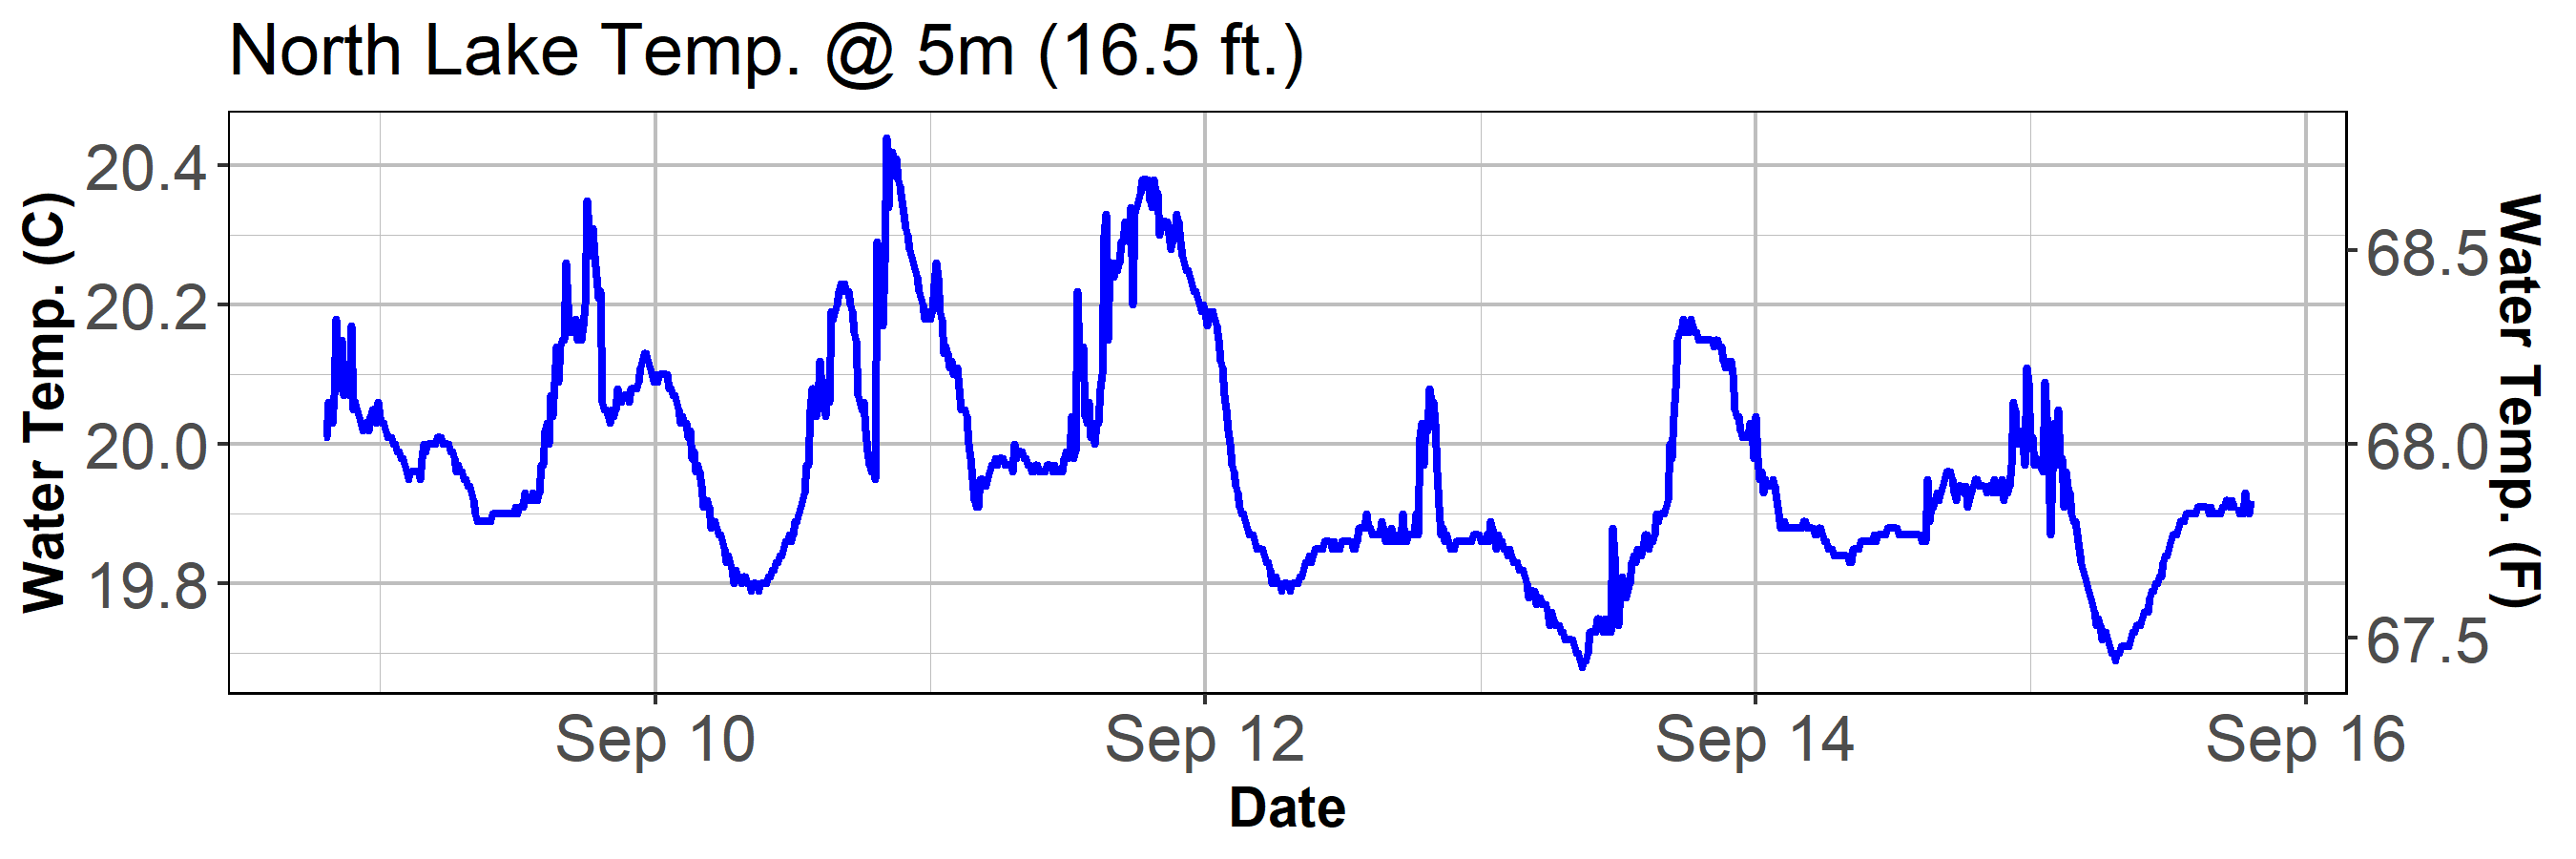 North Lake Temp. @ 5m (16.5 ft.)
Water Temp. (C)
20.4
20.2
20.0
19.8
68.5
68.0
67.5
Water Temp. (F)
Sep 10 Sep 12 Sep 14 Sep 16
Date